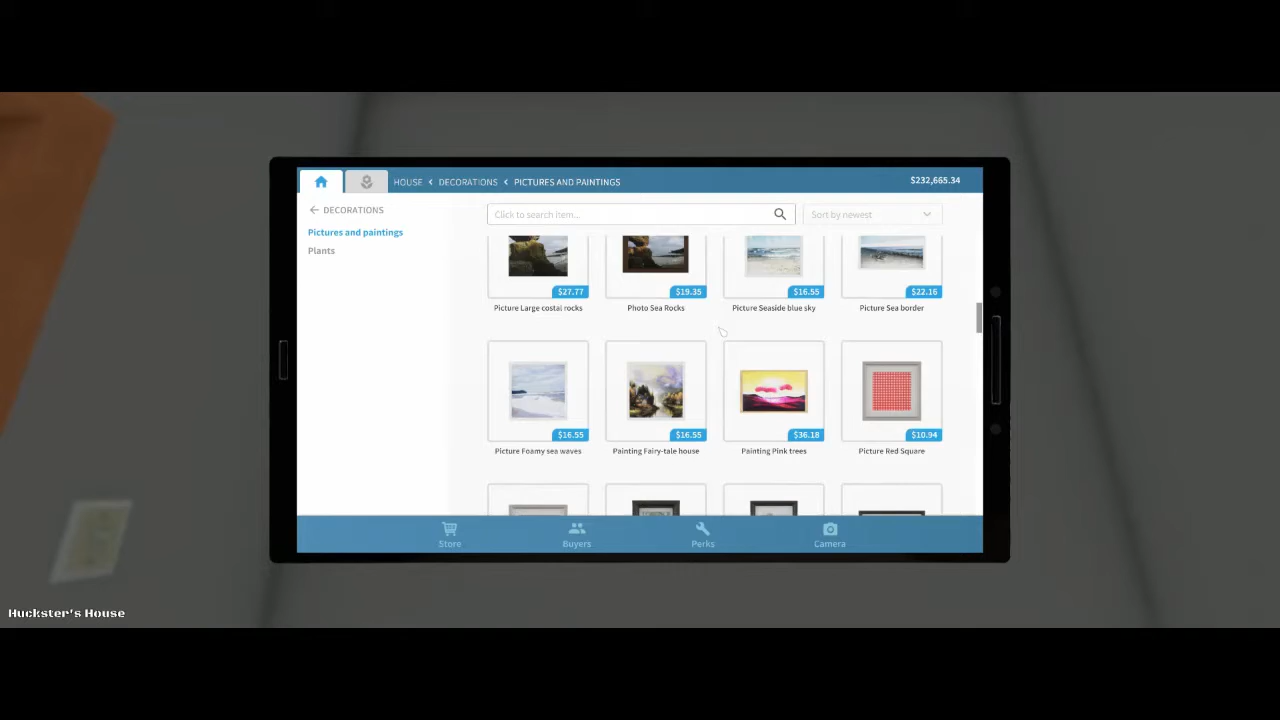 HOUSE < DECORATIONS < PICTURES AND PAINTINGS
$232,665.34
← DECORATIONS
Click to search item...
Sort by newest
Pictures and paintings
Plants
$27.77
$19.35
$16.55
$22.16
Picture Large costal rocks
Photo Sea Rocks
Picture Seaside blue sky
Picture Sea border
$16.55
$16.55
$36.18
$10.94
Picture Foamy sea waves
Painting Fairy-tale house
Painting Pink trees
Picture Red Square
Store
Buyers
Perks
Camera
Huckster's House